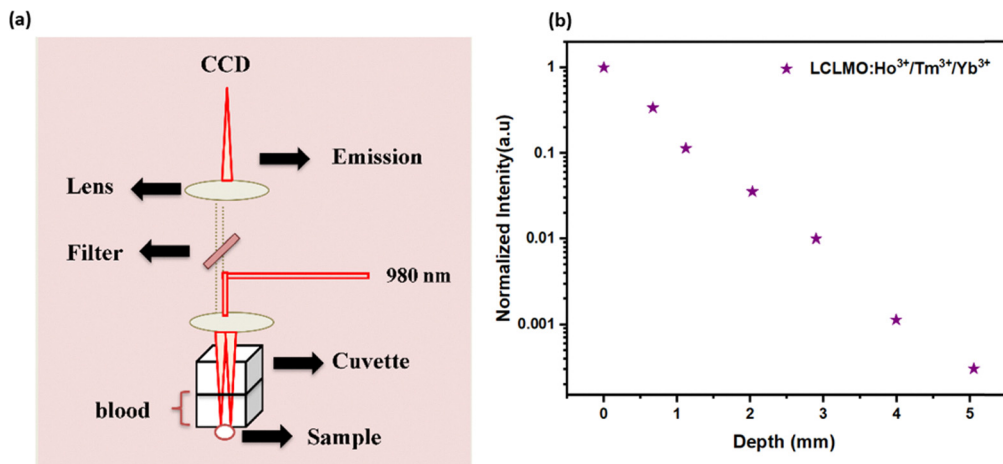 (a)
CCD
Emission
Lens
Filter
980 nm
Cuvette
blood
Sample
(b)
LCLMO:Ho³⁺/Tm³⁺/Yb³⁺
Normalized Intenity(a.u)
1
0.1
0.01
0.001
0 1 2 3 4 5
Depth (mm)